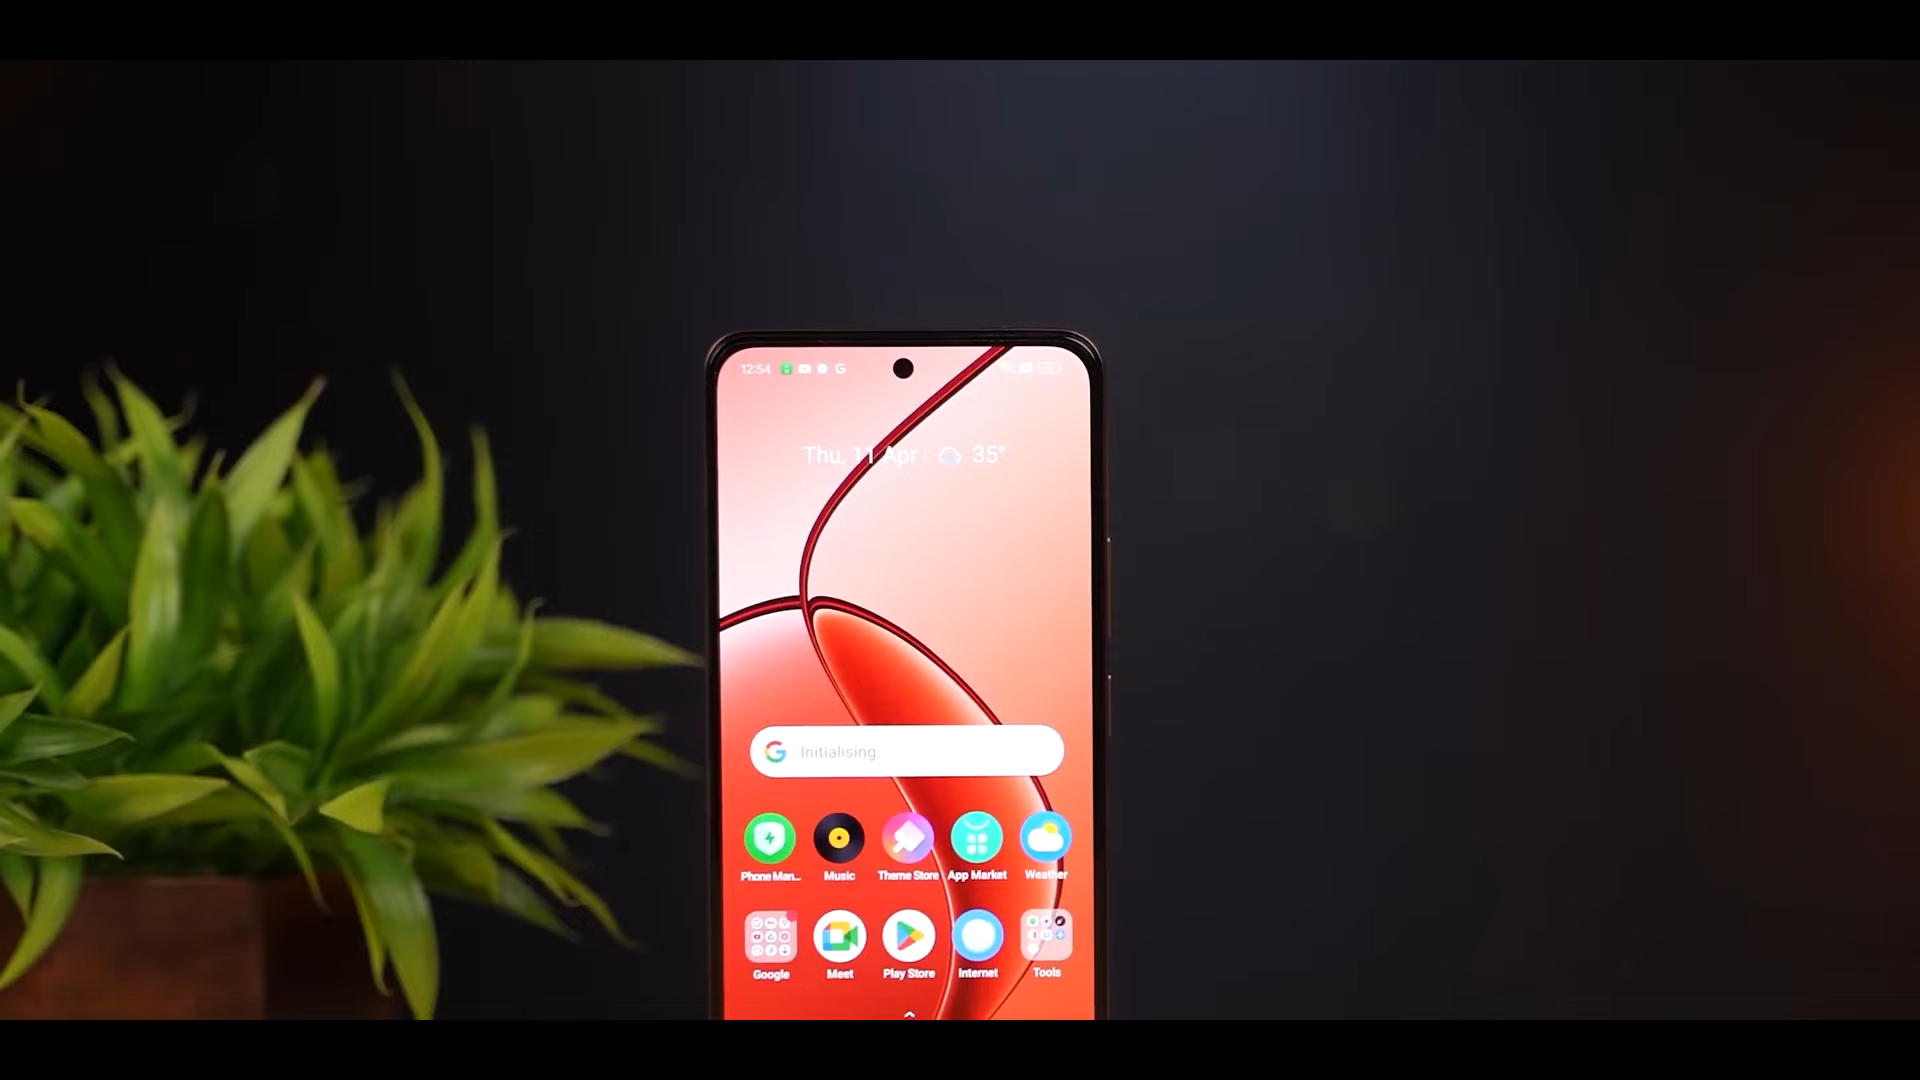 12:54 G
Thu, 11 Apr 35°
G Initialising.
Phone Man... Music Theme Store App Market Weather
Google Meet Play Store Internet Tools